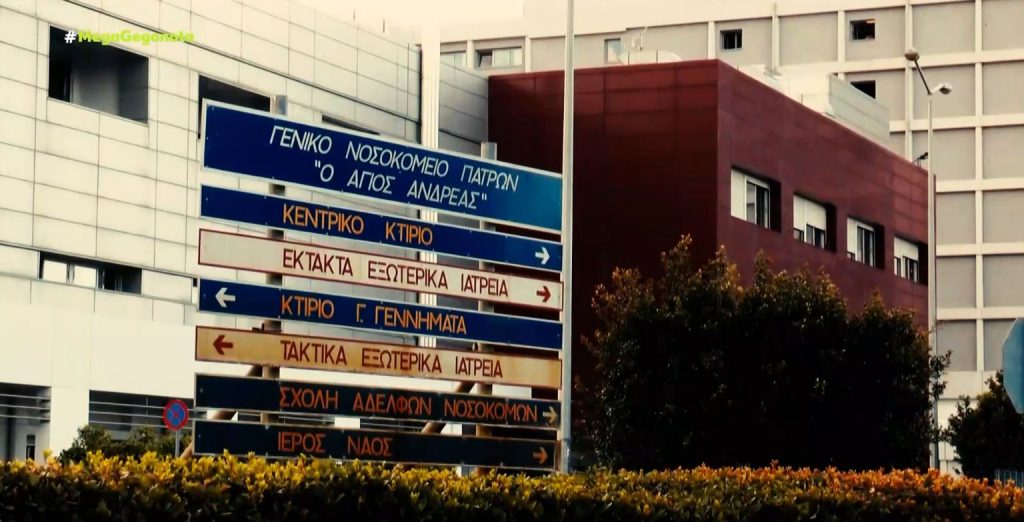 #MegaGegonota
ΓΕΝΙΚΟ ΝΟΣΟΚΟΜΕΙΟ ΠΑΤΡΩΝ
"Ο ΑΓΙΟΣ ΑΝΔΡΕΑΣ"
ΚΕΝΤΡΙΚΟ ΚΤΙΡΙΟ →
ΕΚΤΑΚΤΑ ΕΞΩΤΕΡΙΚΑ ΙΑΤΡΕΙΑ →
← ΚΤΙΡΙΟ Γ. ΓΕΝΝΗΜΑΤΑ
← ΤΑΚΤΙΚΑ ΕΞΩΤΕΡΙΚΑ ΙΑΤΡΕΙΑ
ΣΧΟΛΗ ΑΔΕΛΦΩΝ ΝΟΣΟΚΟΜΩΝ →
ΙΕΡΟΣ ΝΑΟΣ →